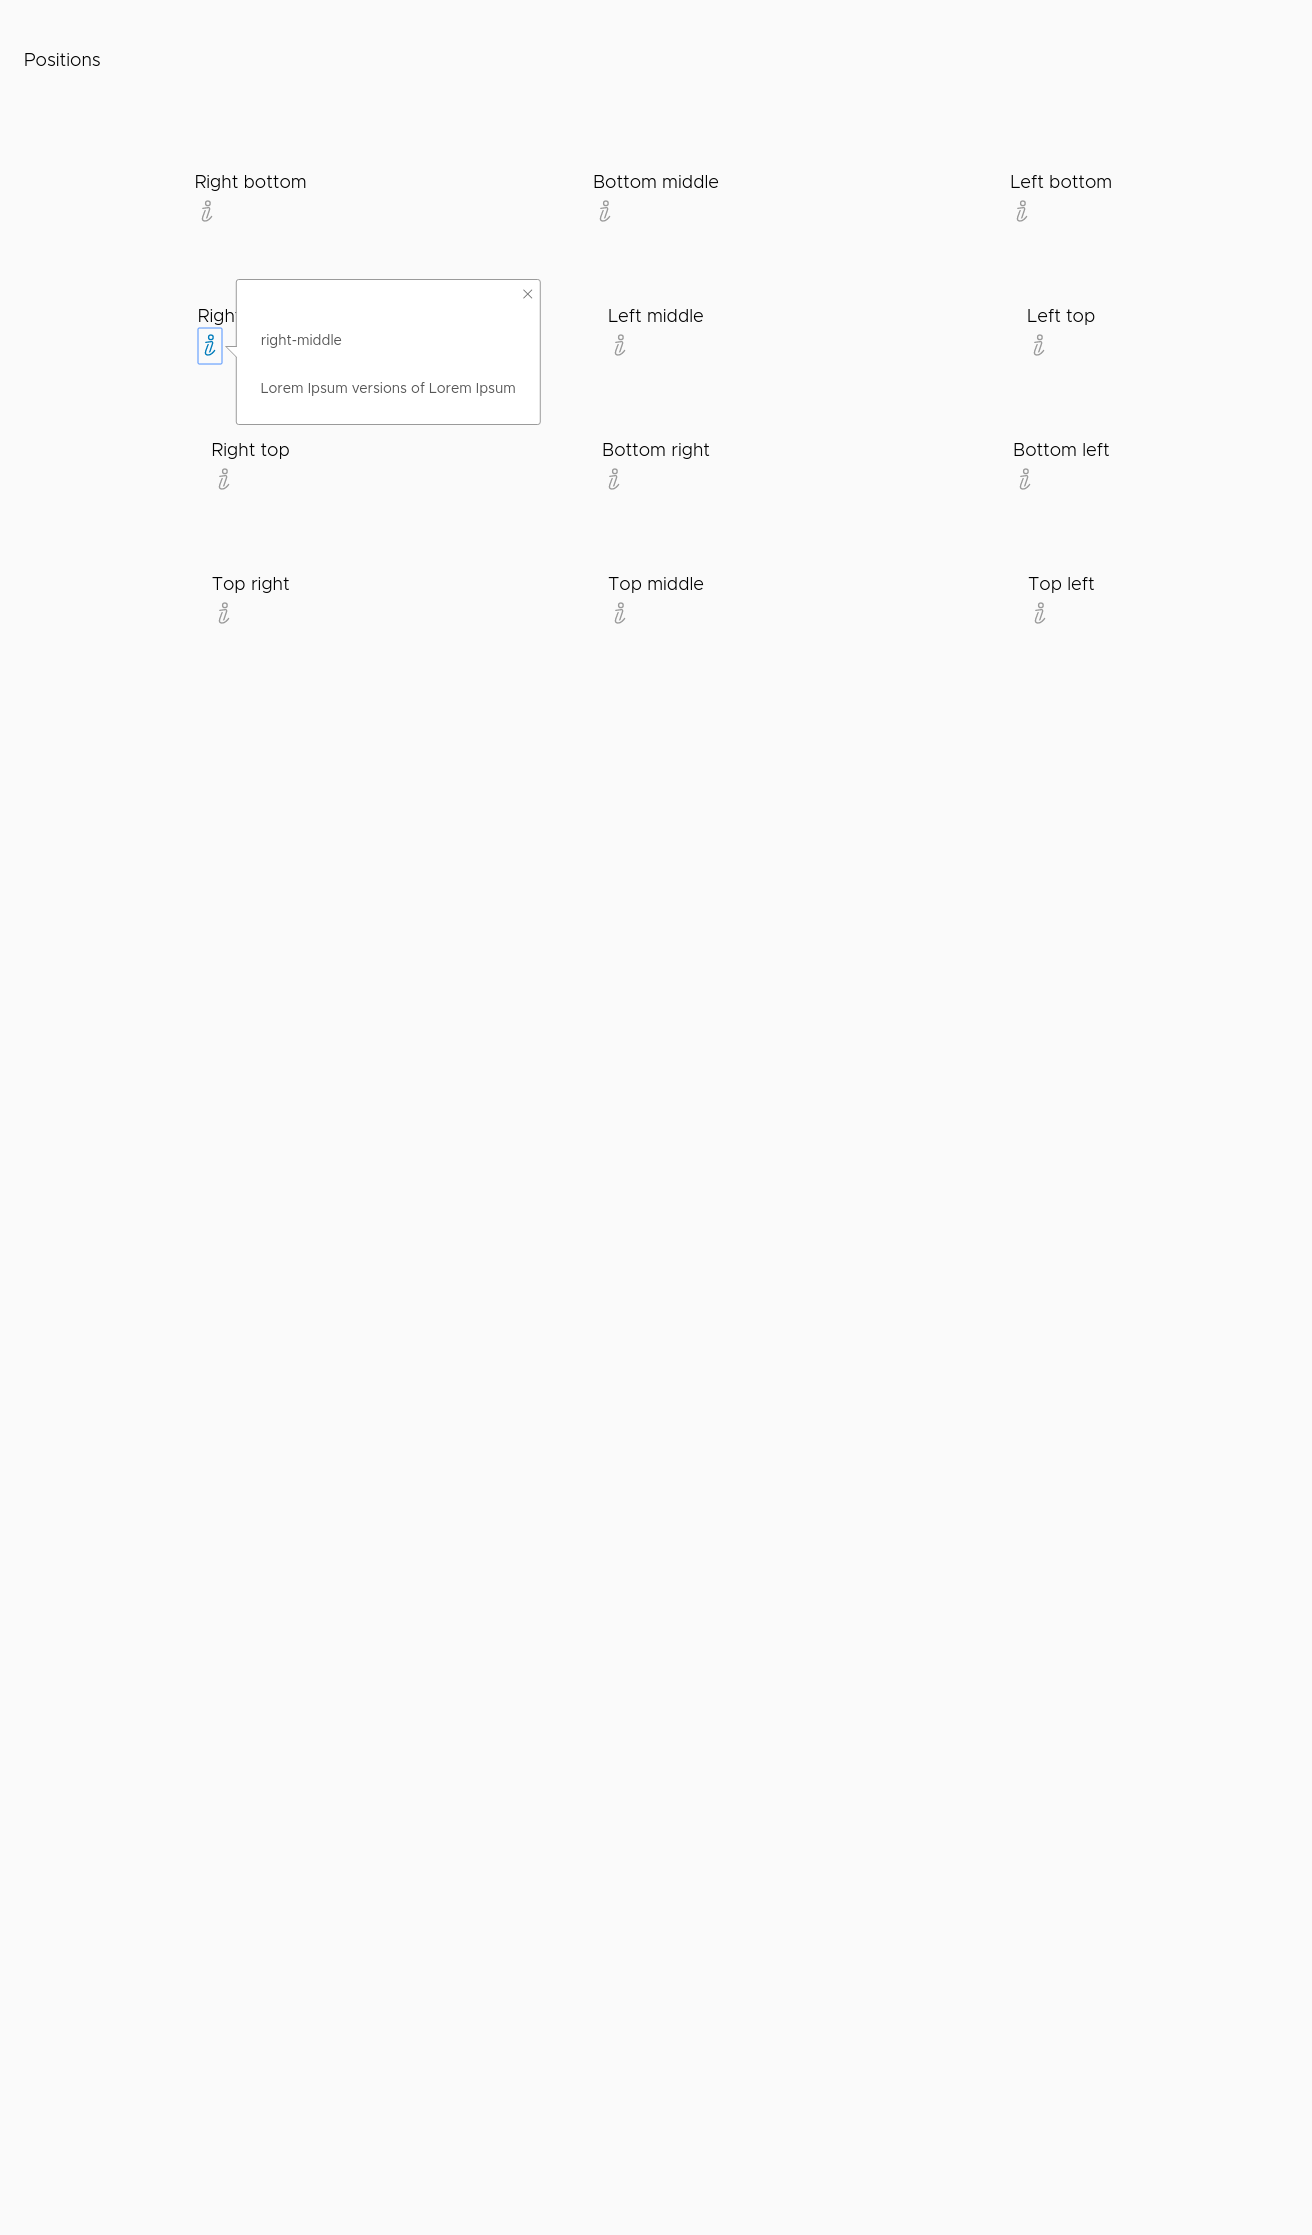 Positions
Right bottom
Bottom middle
Left bottom
Left middle
Left top
right-middle
Lorem Ipsum versions of Lorem Ipsum
Right top
Bottom right
Bottom left
Top right
Top middle
Top left